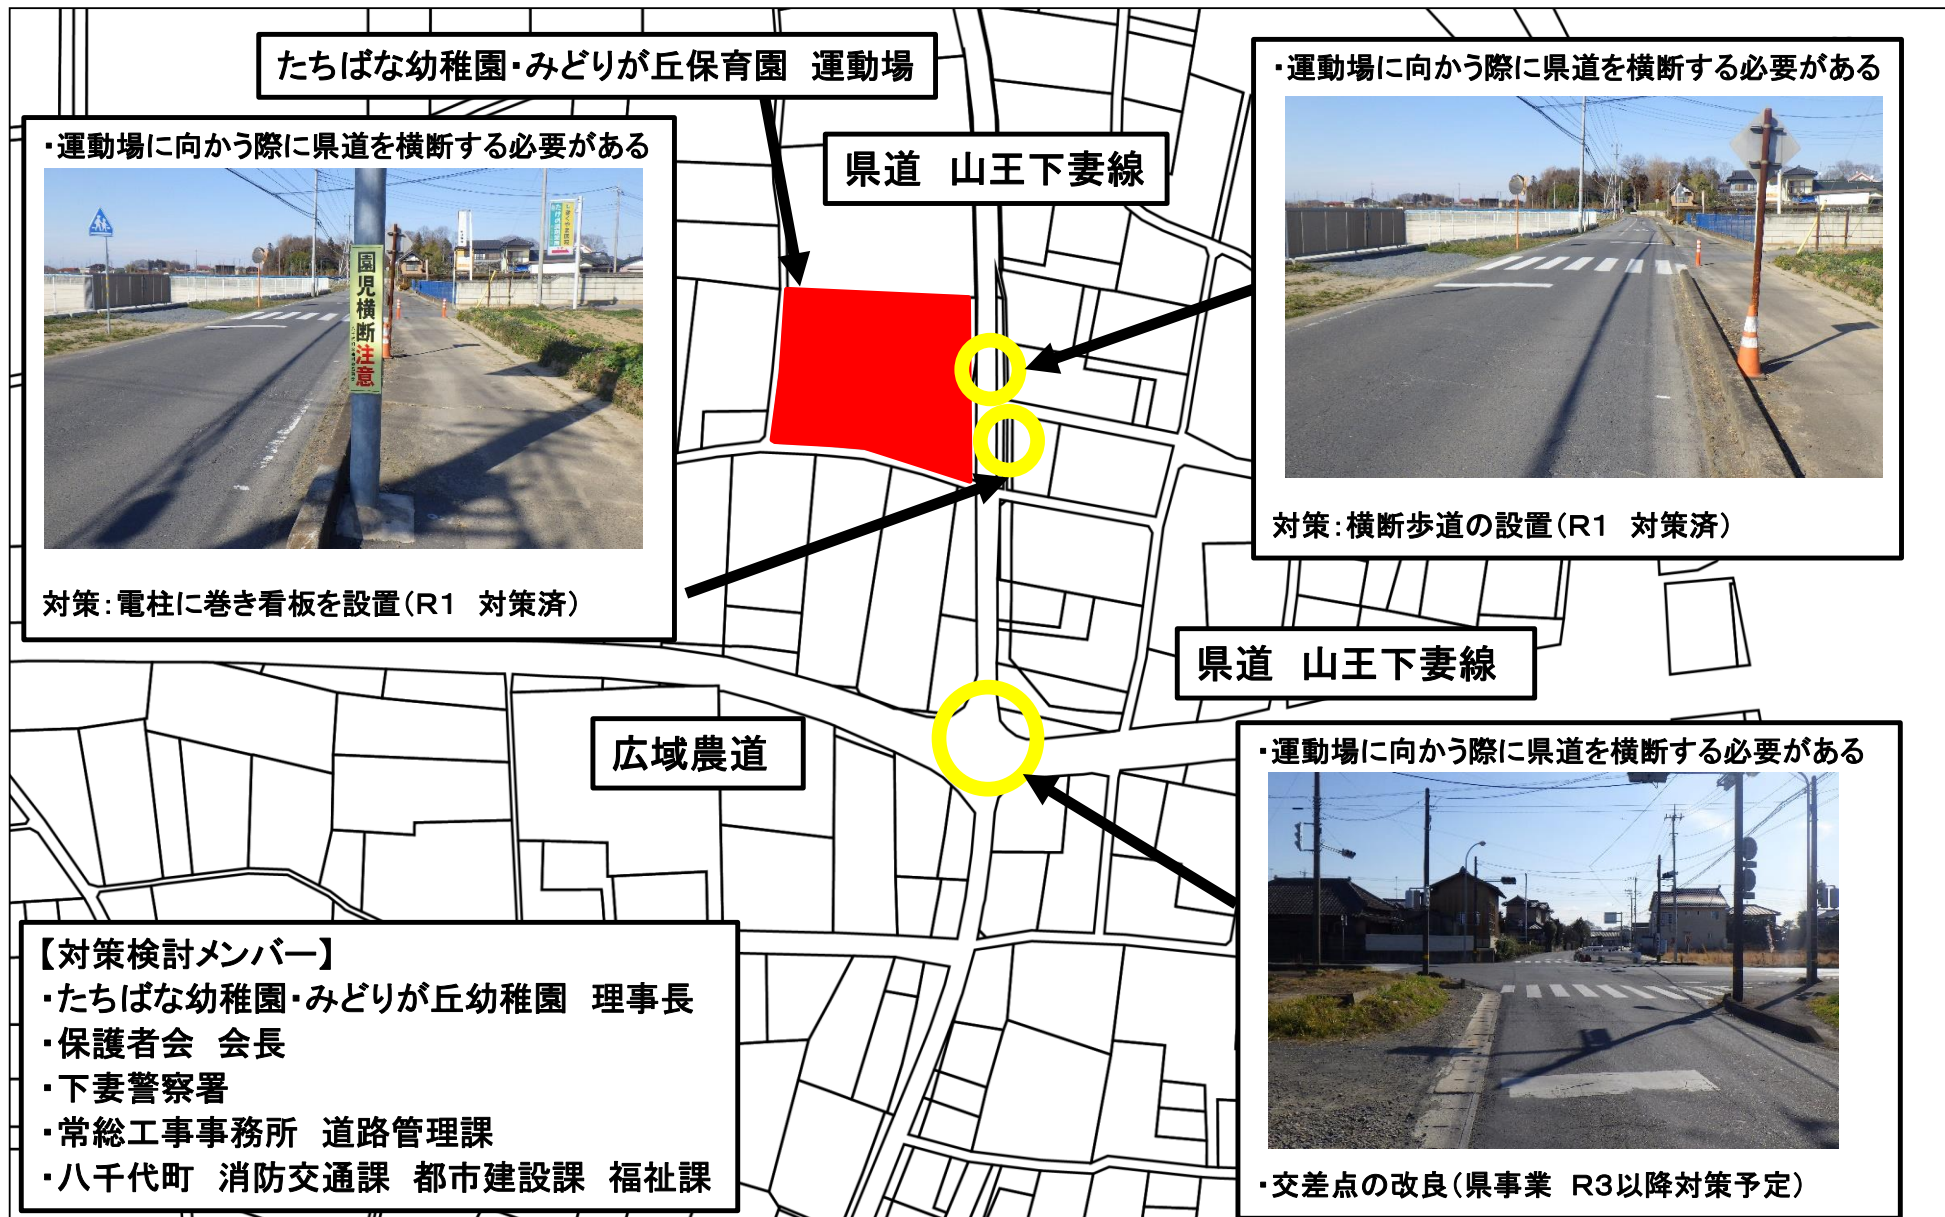 たちばな幼稚園・みどりが丘保育園　運動場
・運動場に向かう際に県道を横断する必要がある
県道　山王下妻線
・運動場に向かう際に県道を横断する必要がある
園児横断注意
対策：電柱に巻き看板を設置（R1　対策済）
対策：横断歩道の設置（R1　対策済）
県道　山王下妻線
広域農道
・運動場に向かう際に県道を横断する必要がある
・交差点の改良（県事業　R3以降対策予定）
【対策検討メンバー】
・たちばな幼稚園・みどりが丘幼稚園　理事長
・保護者会　会長
・下妻警察署
・常総工事事務所　道路管理課
・八千代町　消防交通課　都市建設課　福祉課